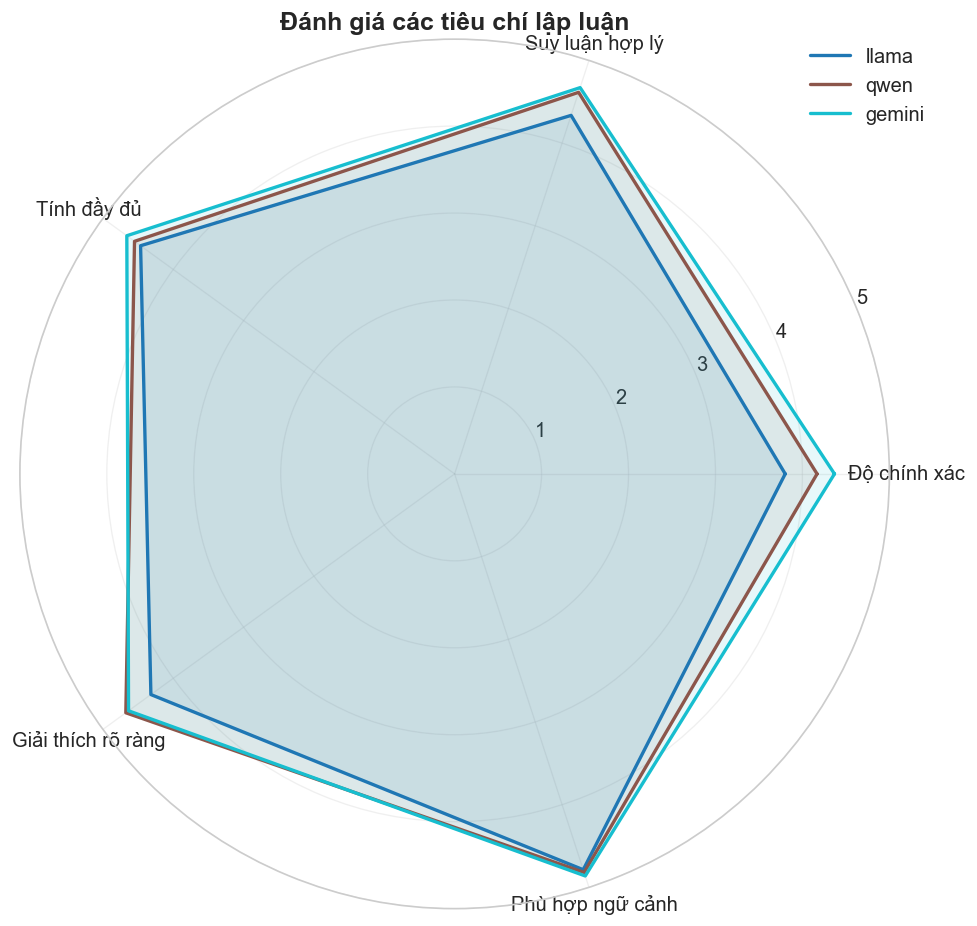 Đánh giá các tiêu chí lập luận
Suy luận hợp lý
llama
qwen
gemini
Tính đầy đủ
5
4
3
2
1
Độ chính xác
Giải thích rõ ràng
Phù hợp ngữ cảnh